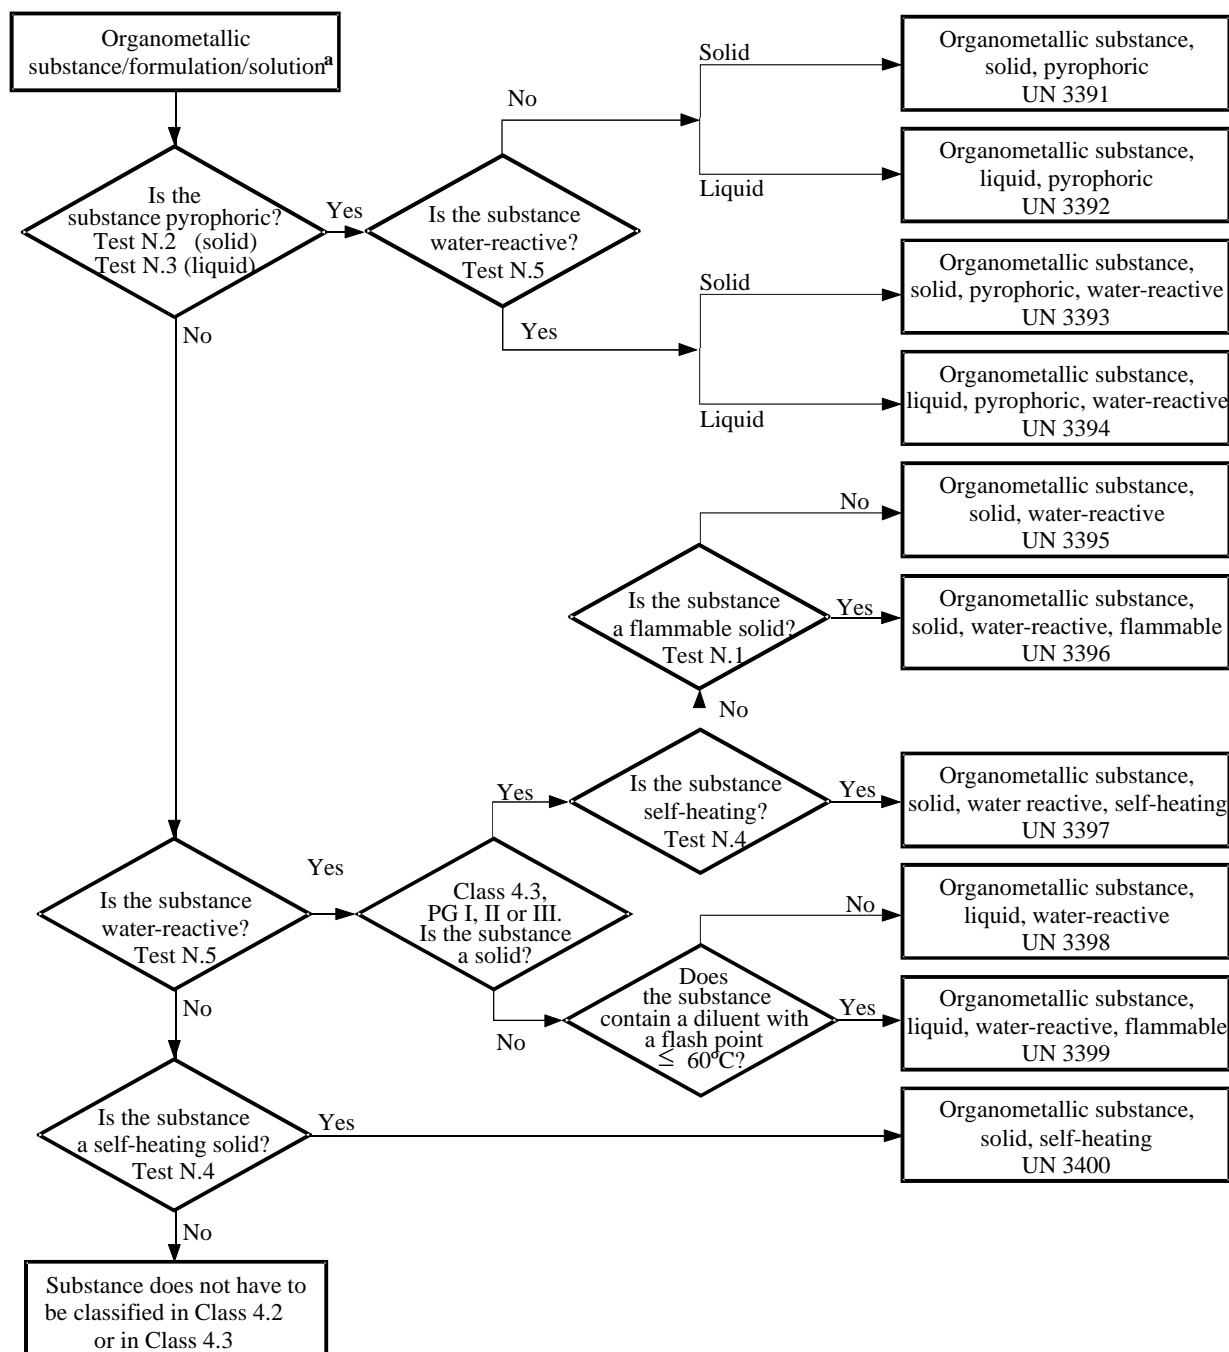 Organometallic
substance/formulation/solutionᵃ
Is the
substance pyrophoric?
Test N.2 (solid)
Test N.3 (liquid)
Yes
No
Is the substance
water-reactive?
Test N.5
No
Yes
Solid
Liquid
Organometallic substance,
solid, pyrophoric
UN 3391
Organometallic substance,
liquid, pyrophoric
UN 3392
Solid
Liquid
Organometallic substance,
solid, pyrophoric, water-reactive
UN 3393
Organometallic substance,
liquid, pyrophoric, water-reactive
UN 3394
No
Organometallic substance,
solid, water-reactive
UN 3395
Is the substance
a flammable solid?
Test N.1
Yes
Organometallic substance,
solid, water-reactive, flammable
UN 3396
No
Yes
Is the substance
self-heating?
Test N.4
Yes
Organometallic substance,
solid, water reactive, self-heating
UN 3397
Is the substance
water-reactive?
Test N.5
Yes
Class 4.3,
PG I, II or III.
Is the substance
a solid?
No
Organometallic substance,
liquid, water-reactive
UN 3398
No
No
Does
the substance
contain a diluent with
a flash point
≤ 60ºC?
Yes
Organometallic substance,
liquid, water-reactive, flammable
UN 3399
Is the substance
a self-heating solid?
Test N.4
Yes
Organometallic substance,
solid, self-heating
UN 3400
No
Substance does not have to
be classified in Class 4.2
or in Class 4.3